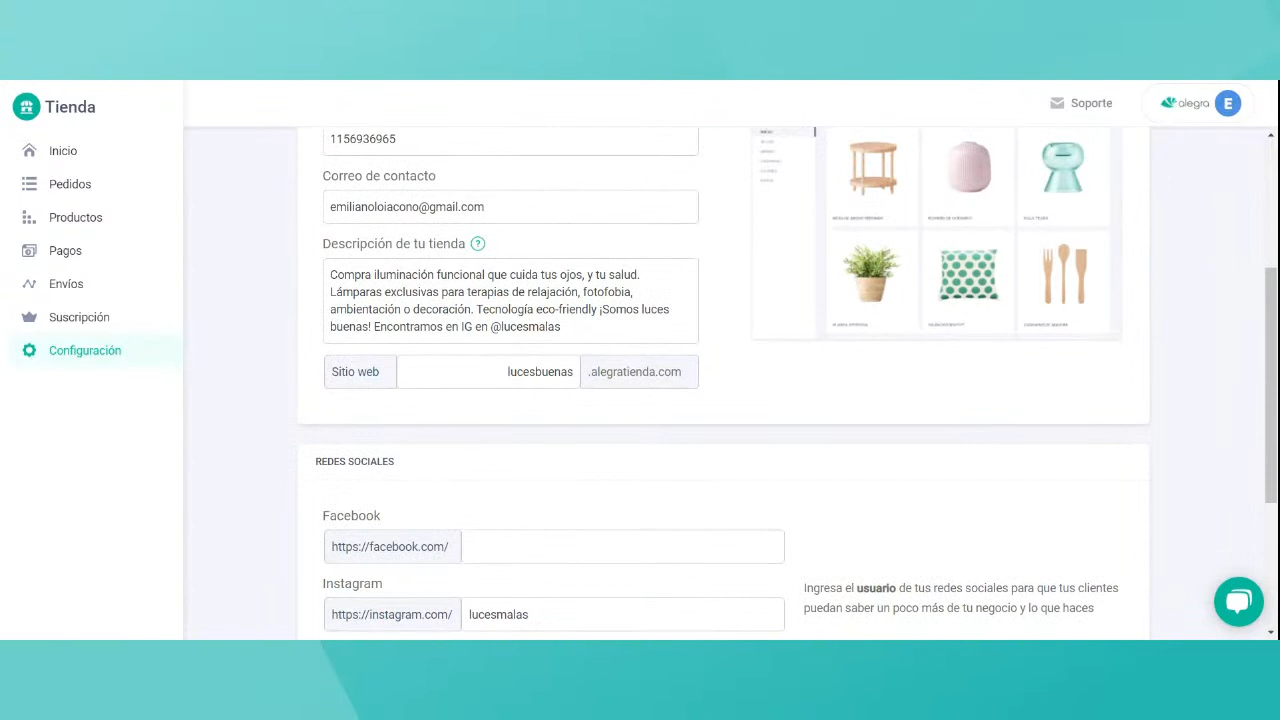 Tienda
Soporte
alegra
E
Inicio
Pedidos
Productos
Pagos
Envíos
Suscripción
Configuración
1156936965
Correo de contacto
Descripción de tu tienda ?
Compra iluminación funcional que cuida tus ojos, y tu salud.
Lámparas exclusivas para terapias de relajación, fotofobia,
ambientación o decoración. Tecnología eco-friendly ¡Somos luces
buenas! Encontramos en IG en @lucesmalas
Sitio web lucesbuenas .alegratienda.com
REDES SOCIALES
Facebook
https://facebook.com/
Instagram
https://instagram.com/ lucesmalas
Ingresa el usuario de tus redes sociales para que tus clientes
puedan saber un poco más de tu negocio y lo que haces